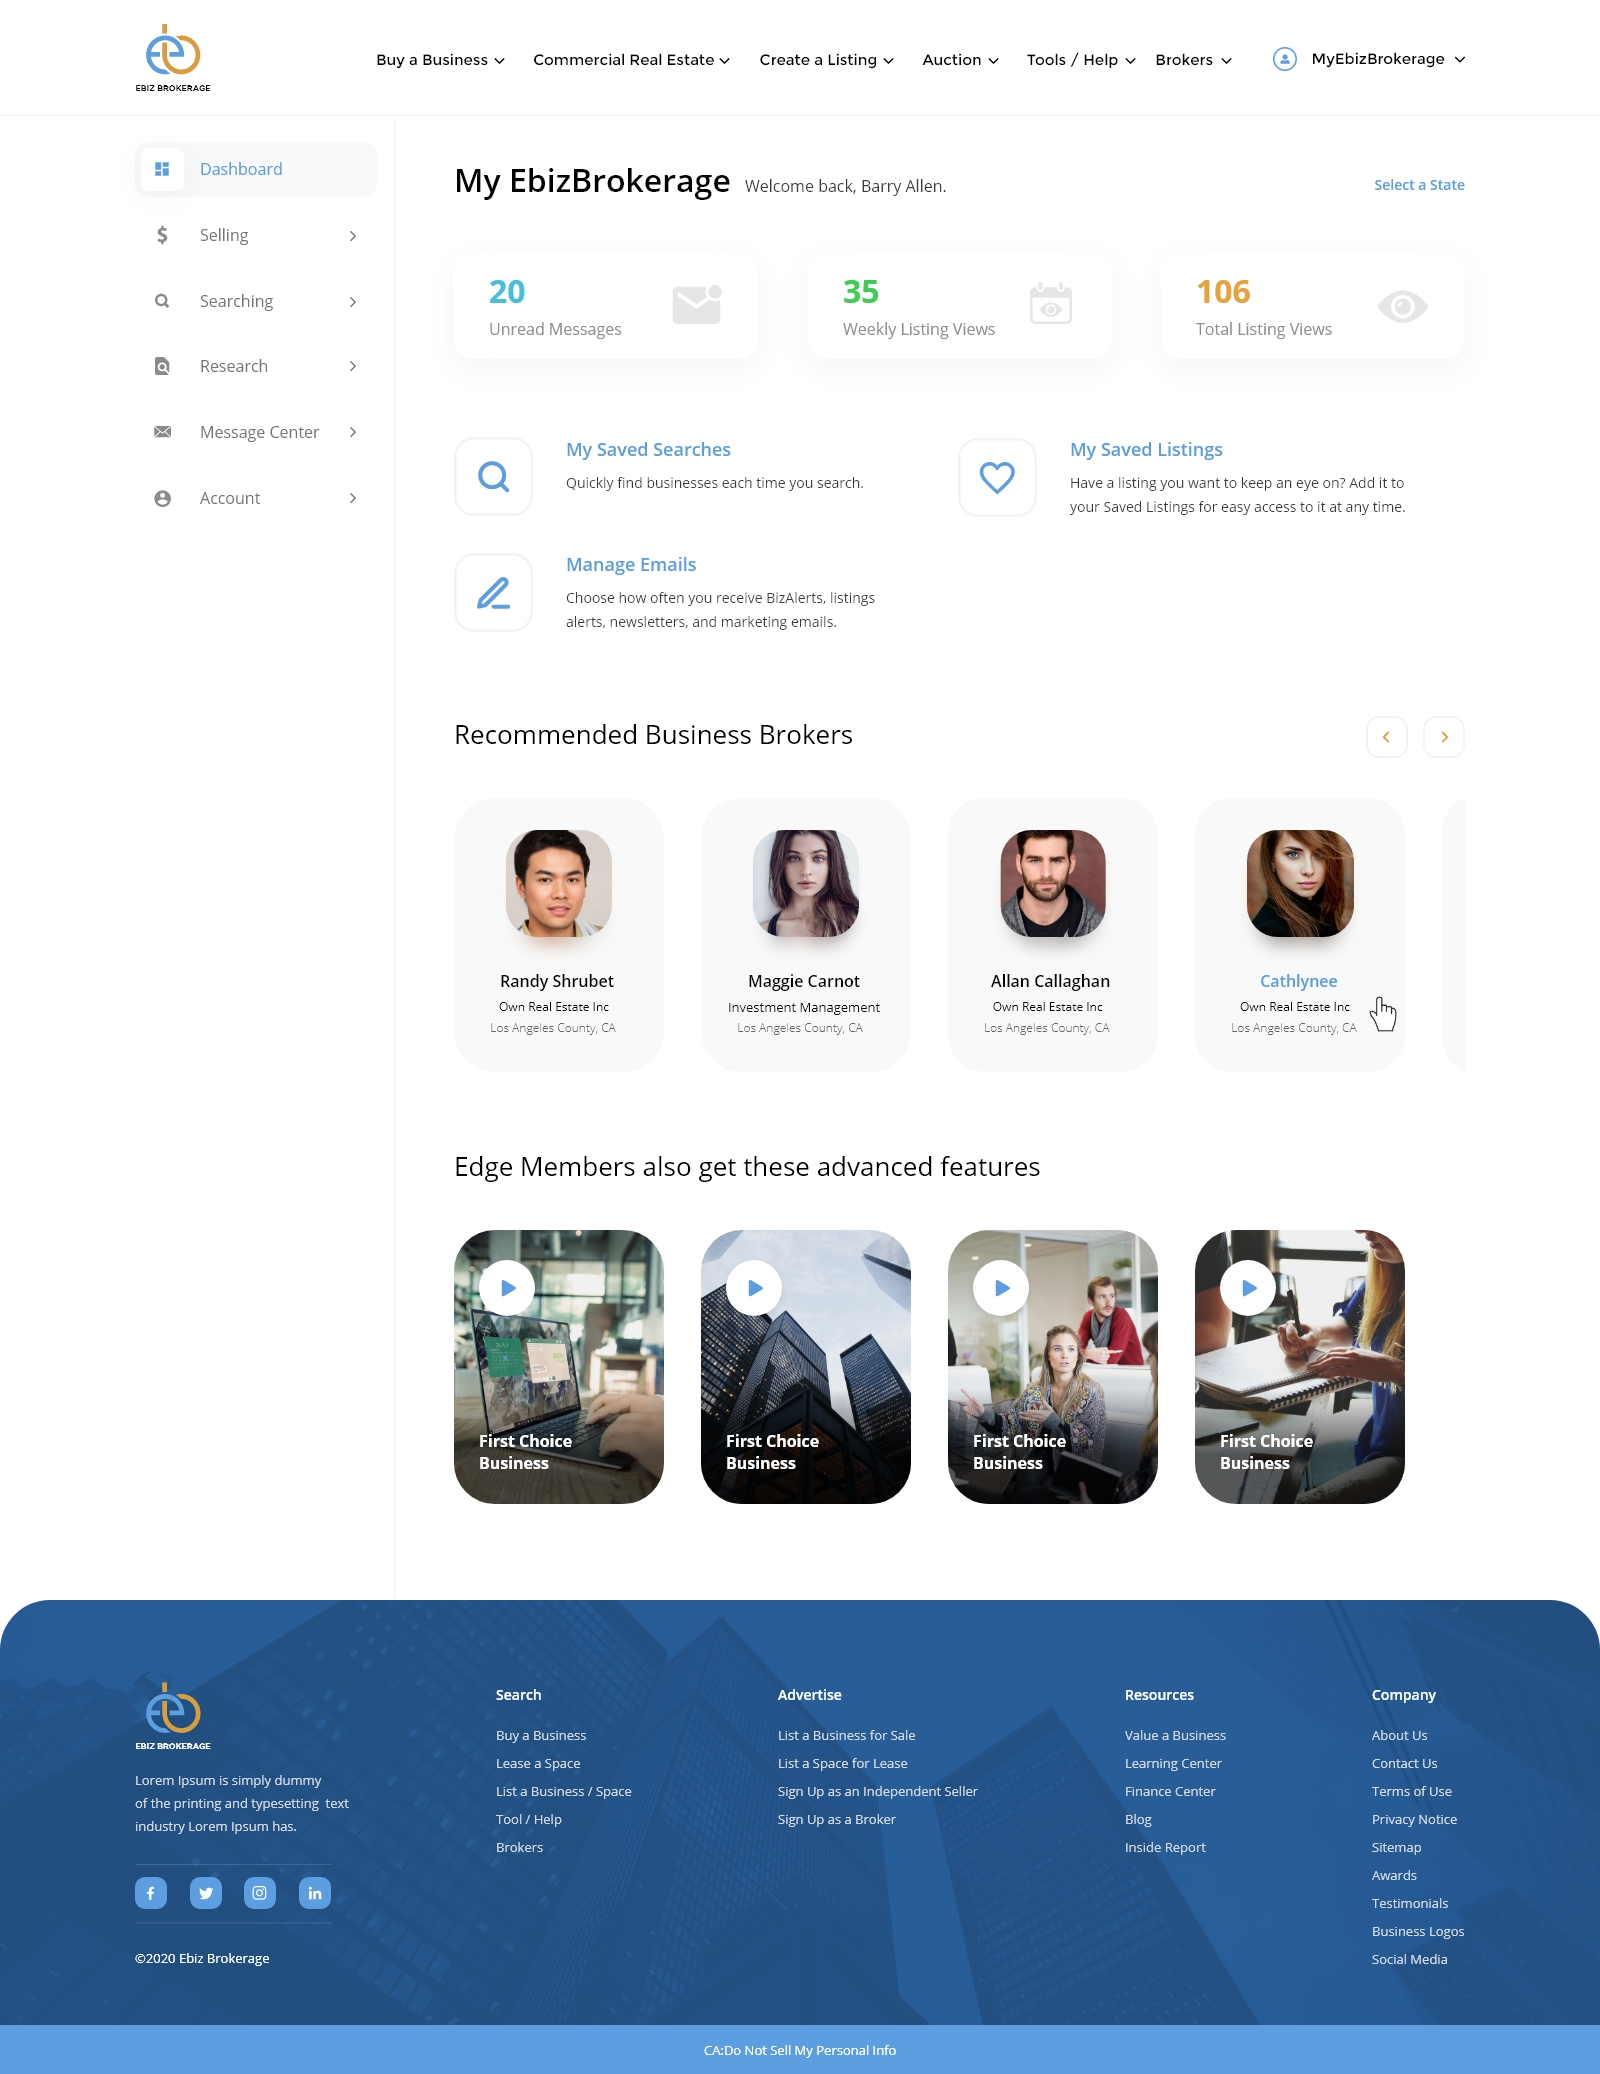 EBIZ BROKERAGE
Buy a Business
Commercial Real Estate
Create a Listing
Auction
Tools / Help
Brokers
MyEbizBrokerage
Dashboard
Selling
Searching
Research
Message Center
Account
My EbizBrokerage
Welcome back, Barry Allen.
Select a State
20
Unread Messages
35
Weekly Listing Views
106
Total Listing Views
My Saved Searches
Quickly find businesses each time you search.
My Saved Listings
Have a listing you want to keep an eye on? Add it to
your Saved Listings for easy access to it at any time.
Manage Emails
Choose how often you receive BizAlerts, listings
alerts, newsletters, and marketing emails.
Recommended Business Brokers
Randy Shrubet
Own Real Estate Inc
Los Angeles County, CA
Maggie Carnot
Investment Management
Los Angeles County, CA
Allan Callaghan
Own Real Estate Inc
Los Angeles County, CA
Cathlynee
Own Real Estate Inc
Los Angeles County, CA
Edge Members also get these advanced features
First Choice
Business
First Choice
Business
First Choice
Business
First Choice
Business
EBIZ BROKERAGE
Lorem Ipsum is simply dummy
of the printing and typesetting  text
industry Lorem Ipsum has.
©2020 Ebiz Brokerage
Search
Buy a Business
Lease a Space
List a Business / Space
Tool / Help
Brokers
Advertise
List a Business for Sale
List a Space for Lease
Sign Up as an Independent Seller
Sign Up as a Broker
Resources
Value a Business
Learning Center
Finance Center
Blog
Inside Report
Company
About Us
Contact Us
Terms of Use
Privacy Notice
Sitemap
Awards
Testimonials
Business Logos
Social Media
CA:Do Not Sell My Personal Info